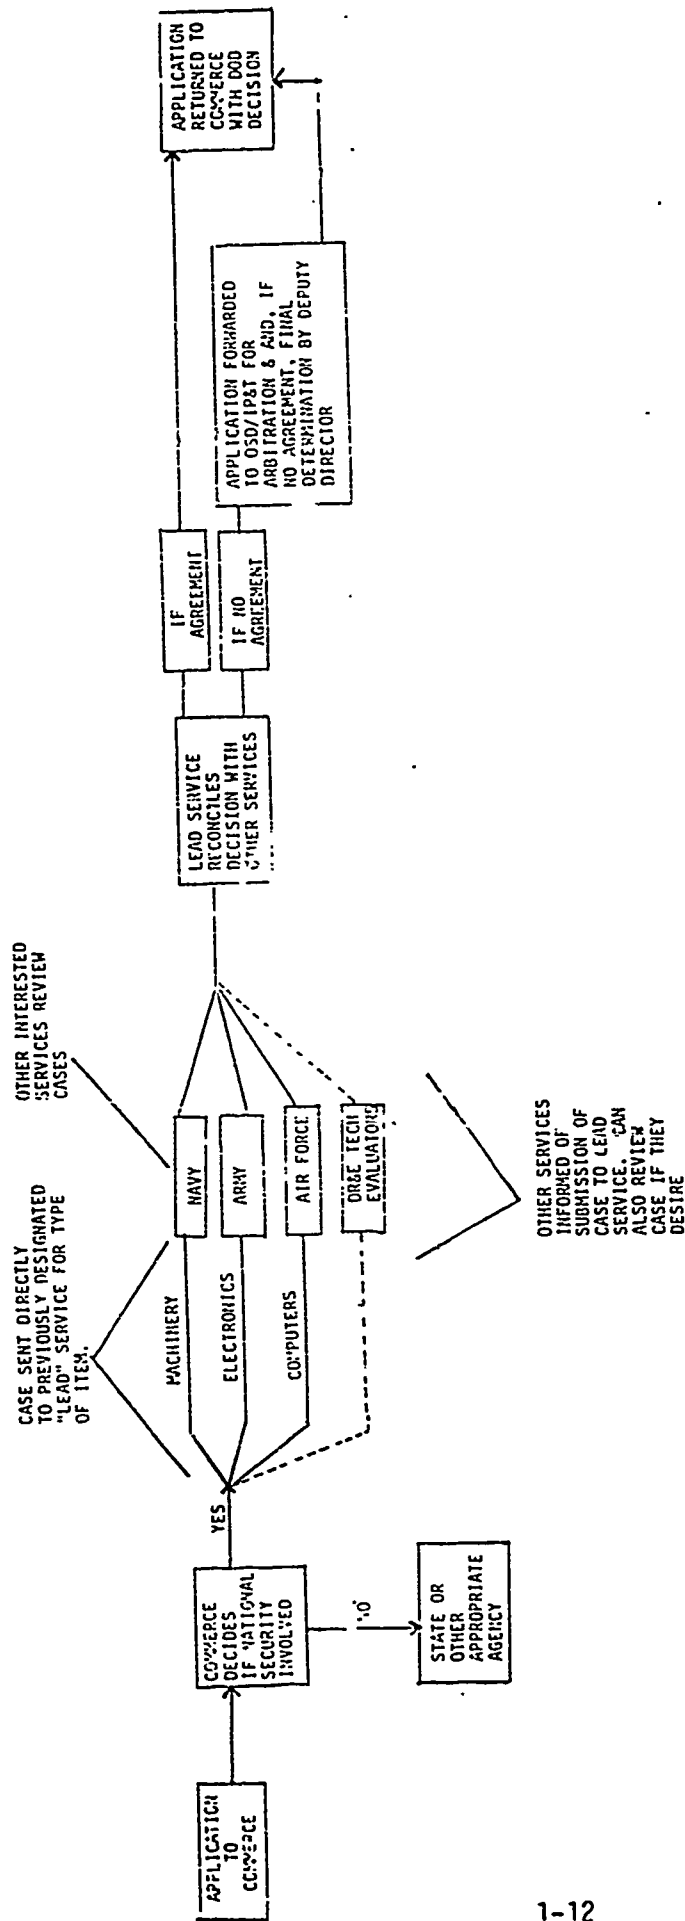 APPLICATION
TO
COMMERCE
COMMERCE
DECIDES
IF NATIONAL
SECURITY
INVOLVED
YES
NO
STATE OR
OTHER
APPROPRIATE
AGENCY
CASE SENT DIRECTLY
TO PREVIOUSLY DESIGNATED
"LEAD" SERVICE FOR TYPE
OF ITEM.
MACHINERY
ELECTRONICS
COMPUTERS
OTHER INTERESTED
SERVICES REVIEW
CASES
NAVY
ARMY
AIR FORCE
DR&E TECH
EVALUATORS
OTHER SERVICES
INFORMED OF
SUBMISSION OF
CASE TO LEAD
SERVICE. CAN
ALSO REVIEW
CASE IF THEY
DESIRE
LEAD SERVICE
RECONCILES
DECISION WITH
OTHER SERVICES
IF
AGREEMENT
IF NO
AGREEMENT
APPLICATION FORWARDED
TO OSD/IP&T FOR
ARBITRATION & AND, IF
NO AGREEMENT, FINAL
DETERMINATION BY DEPUTY
DIRECTOR
APPLICATION
RETURNED TO
COMMERCE
WITH DOD
DECISION
1-12